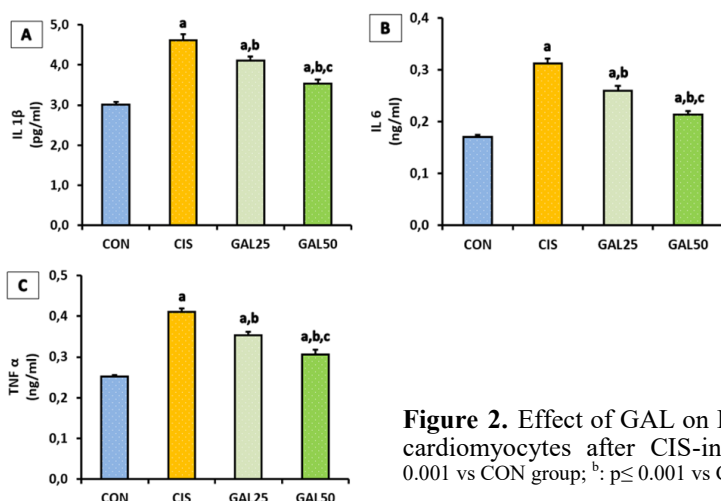 A
IL 1β
(pg/ml)
5,0
4,0
3,0
2,0
1,0
0,0
a
a,b
a,b,c
CON CIS GAL25 GAL50
B
IL 6
(ng/ml)
0,4
0,3
0,2
0,1
0,0
a
a,b
a,b,c
CON CIS GAL25 GAL50
C
TNF α
(ng/ml)
0,5
0,4
0,3
0,2
0,1
0,0
a
a,b
a,b,c
CON CIS GAL25 GAL50
Figure 2. Effect of GAL on
cardiomyocytes after CIS-in
0.001 vs CON group; ᵇ: p≤ 0.001 vs